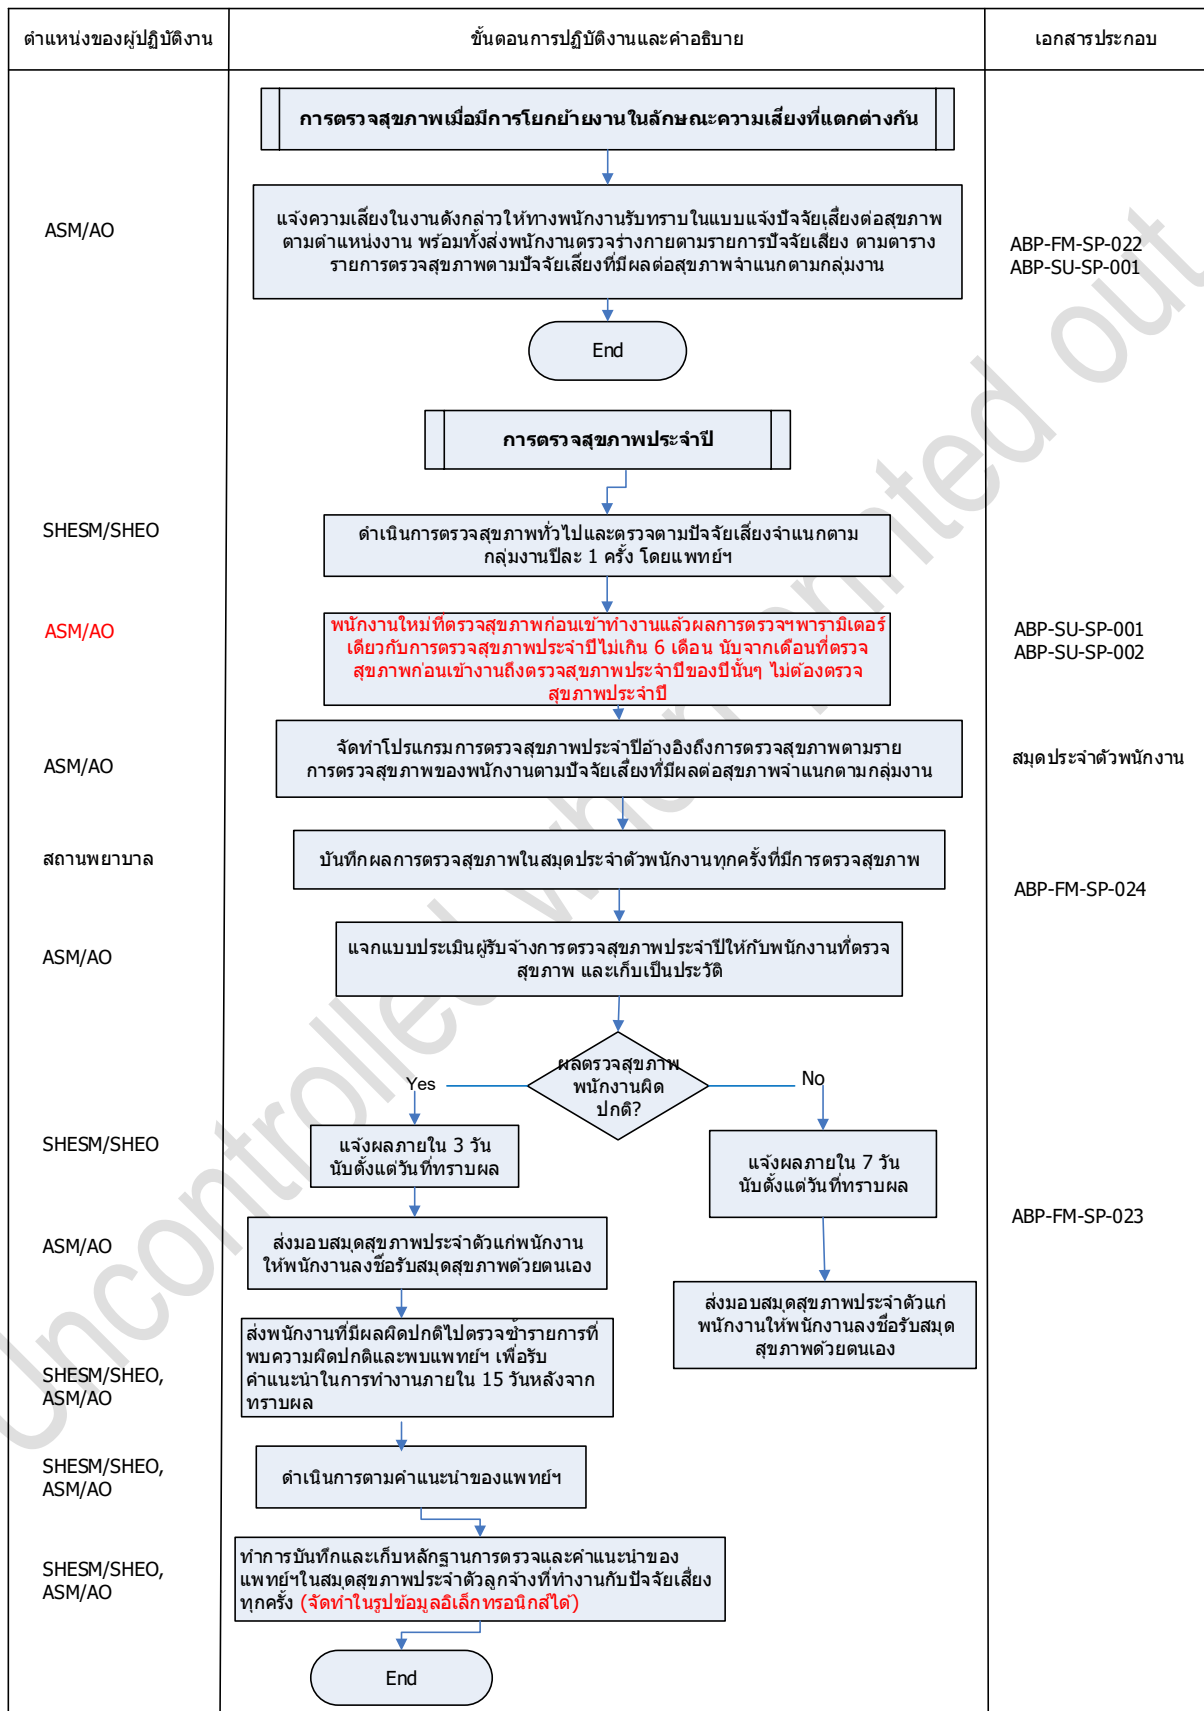 ตำแหน่งของผู้ปฏิบัติงาน
ขั้นตอนการปฏิบัติงานและคำอธิบาย
เอกสารประกอบ
การตรวจสุขภาพเมื่อมีการโยกย้ายงานในลักษณะความเสี่ยงที่แตกต่างกัน
ASM/AO
แจ้งความเสี่ยงในงานดังกล่าวให้ทางพนักงานรับทราบในแบบแจ้งปัจจัยเสี่ยงต่อสุขภาพ
ตามตำแหน่งงาน พร้อมทั้งส่งพนักงานตรวจร่างกายตามรายการปัจจัยเสี่ยง ตามตาราง
รายการตรวจสุขภาพตามปัจจัยเสี่ยงที่มีผลต่อสุขภาพจำแนกตามกลุ่มงาน
ABP-FM-SP-022
ABP-SU-SP-001
End
การตรวจสุขภาพประจำปี
SHESM/SHEO
ดำเนินการตรวจสุขภาพทั่วไปและตรวจตามปัจจัยเสี่ยงจำแนกตาม
กลุ่มงานปีละ 1 ครั้ง โดยแพทย์ฯ
ASM/AO
พนักงานใหม่ที่ตรวจสุขภาพก่อนเข้าทำงานแล้วผลการตรวจฯพารามิเตอร์
เดียวกับการตรวจสุขภาพประจำปีไม่เกิน 6 เดือน นับจากเดือนที่ตรวจ
สุขภาพก่อนเข้างานถึงตรวจสุขภาพประจำปีของปีนั้นๆ ไม่ต้องตรวจ
สุขภาพประจำปี
ABP-SU-SP-001
ABP-SU-SP-002
ASM/AO
จัดทำโปรแกรมการตรวจสุขภาพประจำปีอ้างอิงถึงการตรวจสุขภาพตามราย
การตรวจสุขภาพของพนักงานตามปัจจัยเสี่ยงที่มีผลต่อสุขภาพจำแนกตามกลุ่มงาน
สมุดประจำตัวพนักงาน
สถานพยาบาล
บันทึกผลการตรวจสุขภาพในสมุดประจำตัวพนักงานทุกครั้งที่มีการตรวจสุขภาพ
ABP-FM-SP-024
ASM/AO
แจกแบบประเมินผู้รับจ้างการตรวจสุขภาพประจำปีให้กับพนักงานที่ตรวจ
สุขภาพ และเก็บเป็นประวัติ
ผลตรวจสุขภาพ
พนักงานผิด
ปกติ?
Yes
No
SHESM/SHEO
แจ้งผลภายใน 3 วัน
นับตั้งแต่วันที่ทราบผล
แจ้งผลภายใน 7 วัน
นับตั้งแต่วันที่ทราบผล
ABP-FM-SP-023
ASM/AO
ส่งมอบสมุดสุขภาพประจำตัวแก่พนักงาน
ให้พนักงานลงชื่อรับสมุดสุขภาพด้วยตนเอง
ส่งมอบสมุดสุขภาพประจำตัวแก่
พนักงานให้พนักงานลงชื่อรับสมุด
สุขภาพด้วยตนเอง
SHESM/SHEO,
ASM/AO
ส่งพนักงานที่มีผลผิดปกติไปตรวจซ้ำรายการที่
พบความผิดปกติและพบแพทย์ฯ เพื่อรับ
คำแนะนำในการทำงานภายใน 15 วันหลังจาก
ทราบผล
SHESM/SHEO,
ASM/AO
ดำเนินการตามคำแนะนำของแพทย์ฯ
SHESM/SHEO,
ASM/AO
ทำการบันทึกและเก็บหลักฐานการตรวจและคำแนะนำของ
แพทย์ฯในสมุดสุขภาพประจำตัวลูกจ้างที่ทำงานกับปัจจัยเสี่ยง
ทุกครั้ง (จัดทำในรูปข้อมูลอิเล็กทรอนิกส์ได้)
End
Uncontrolled when printed out